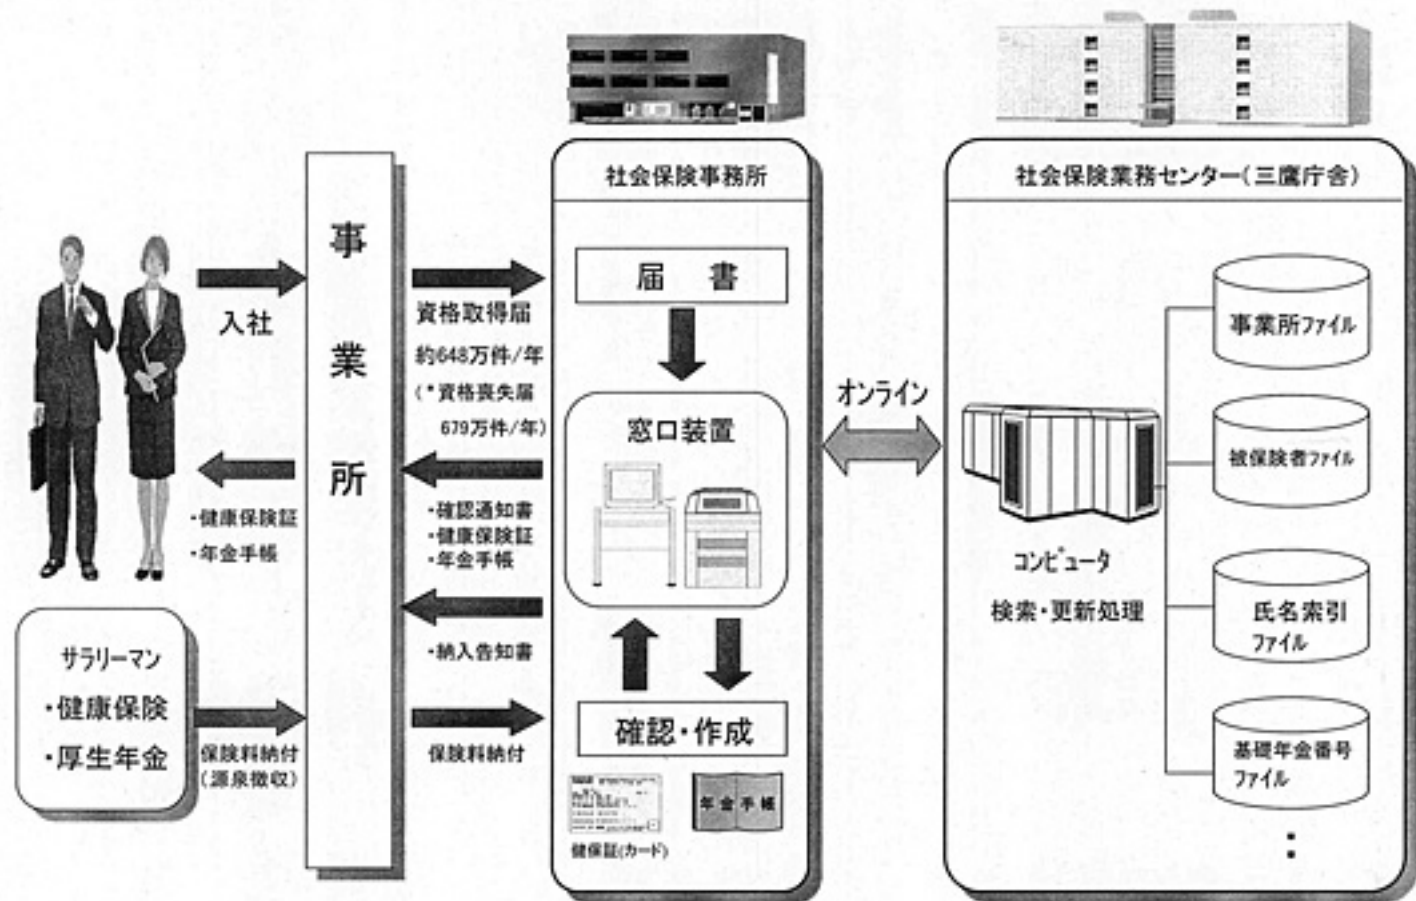 社会保険事務所
社会保険業務センター(三鷹庁舎)
事業所
入社
資格取得届
約648万件/年
(*資格喪失届
679万件/年)
・健康保険証
・年金手帳
・確認通知書
・健康保険証
・年金手帳
・納入告知書
サラリーマン
・健康保険
・厚生年金
保険料納付
(源泉徴収)
保険料納付
届書
窓口装置
確認・作成
年金手帳
健保証(カード)
オンライン
コンピュータ
検索・更新処理
事業所ファイル
被保険者ファイル
氏名索引
ファイル
基礎年金番号
ファイル